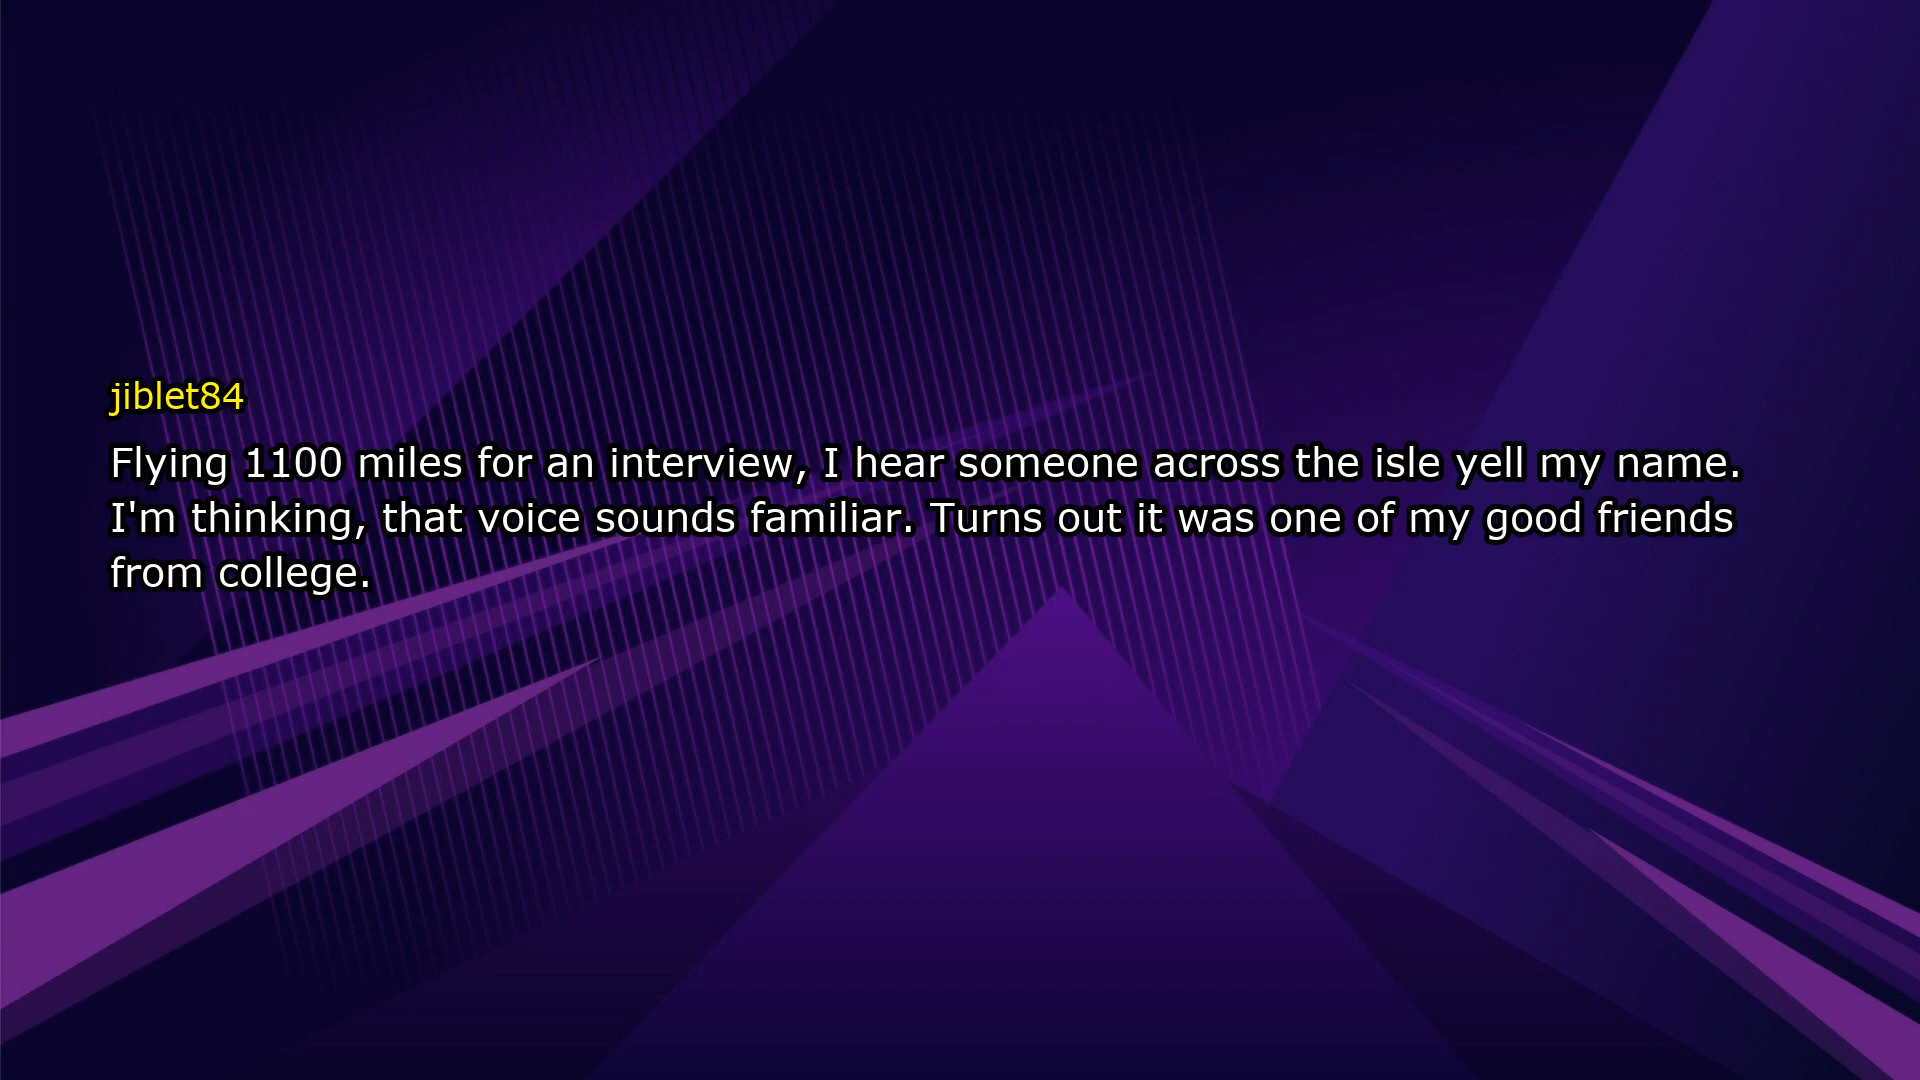 jiblet84
Flying 1100 miles for an interview, I hear someone across the isle yell my name.
I'm thinking, that voice sounds familiar. Turns out it was one of my good friends
from college.